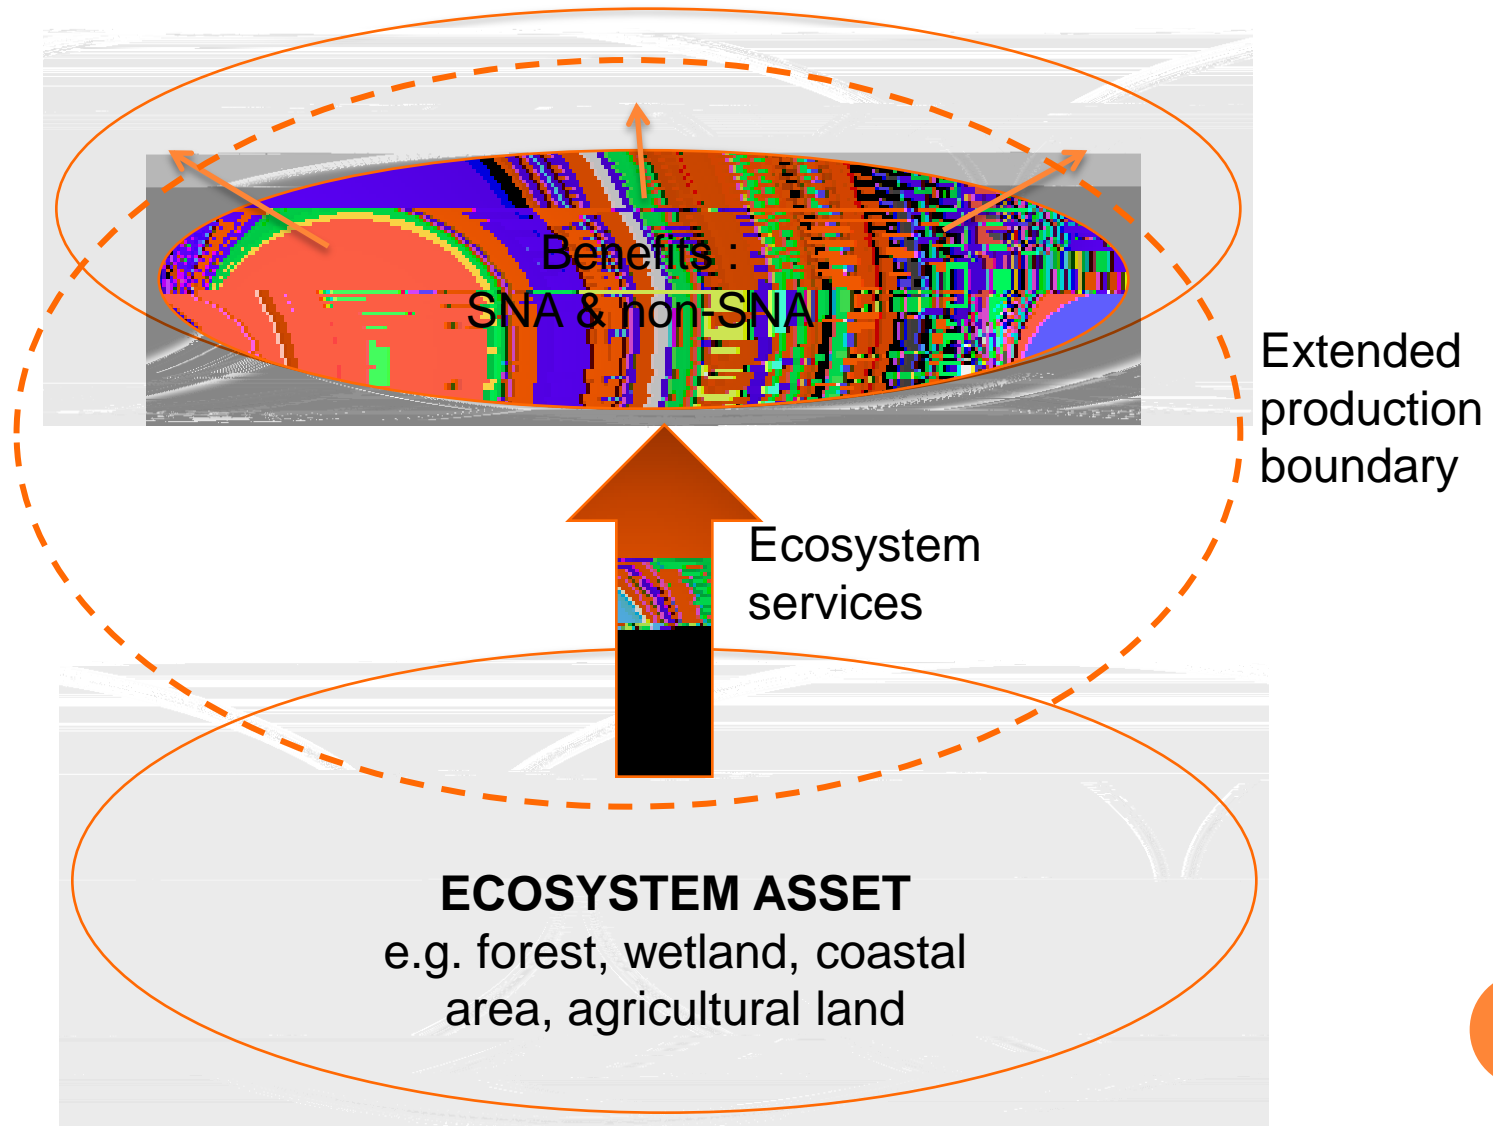 Benefits :
SNA & non-SNA
Extended
production
boundary
Ecosystem
services
ECOSYSTEM ASSET
e.g. forest, wetland, coastal
area, agricultural land